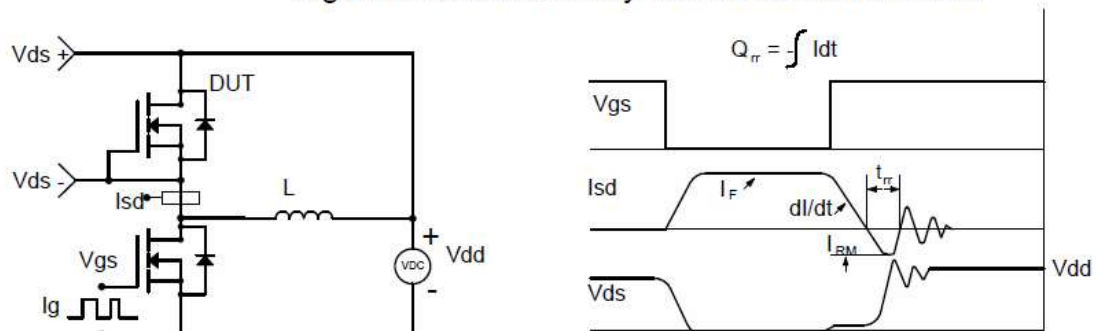 Vds +
DUT
Vds -
Isd
L
Vgs
Ig
+
VDC
-
Vdd
Qrr = -∫ Idt
Vgs
Isd
IF
dI/dt
trr
IRM
Vds
Vdd